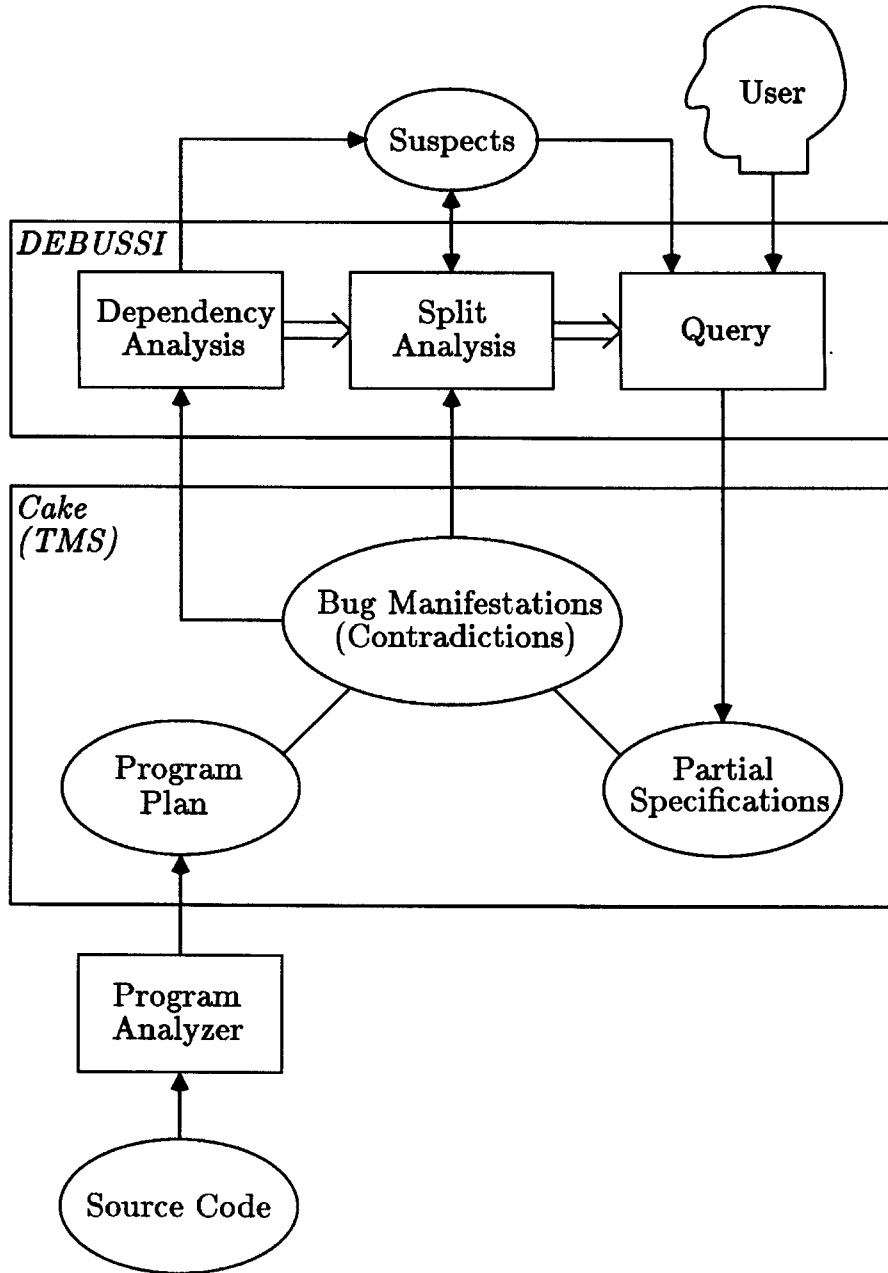 User
Suspects
DEBUSSI
Dependency
Analysis
Split
Analysis
Query
Cake
(TMS)
Bug Manifestations
(Contradictions)
Program
Plan
Partial
Specifications
Program
Analyzer
Source Code